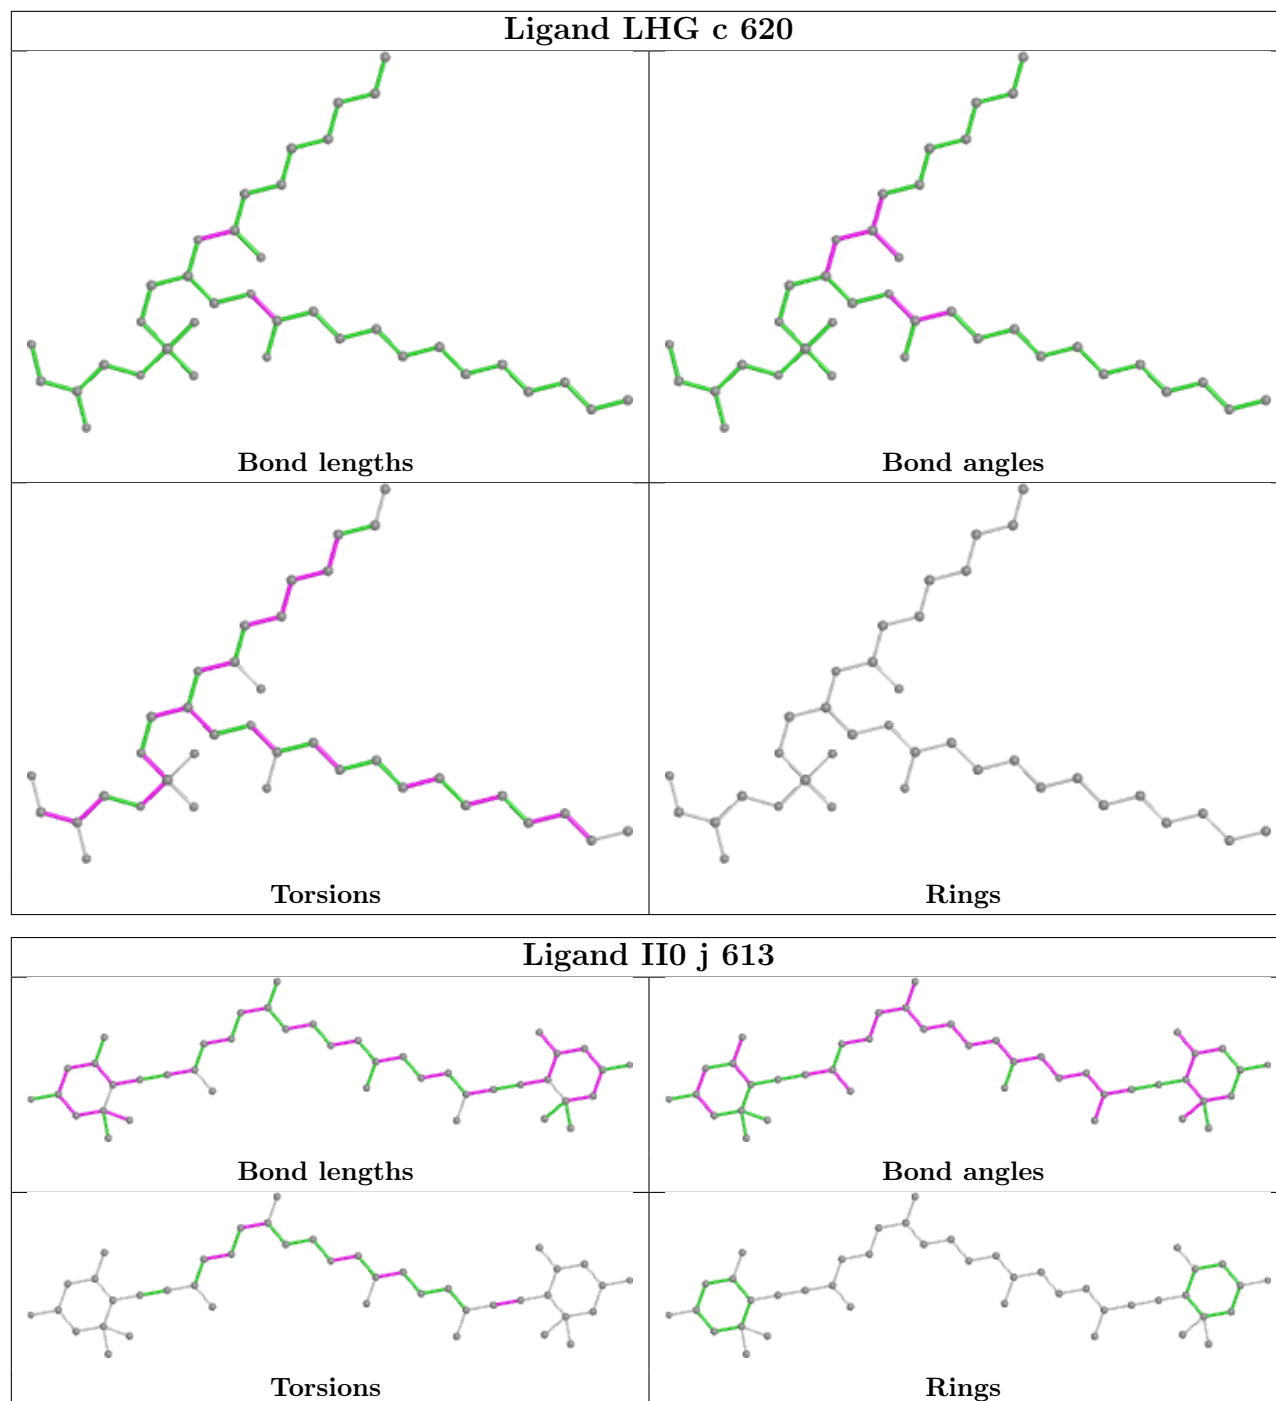 Ligand LHG c 620
Bond lengths
Bond angles
Torsions
Rings
Ligand II0 j 613
Bond lengths
Bond angles
Torsions
Rings